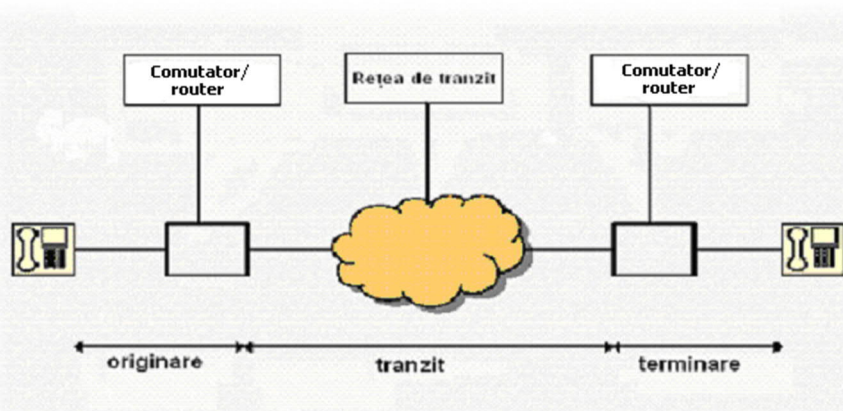 Comutator/
router
Rețea de tranzit
Comutator/
router
originare
tranzit
terminare